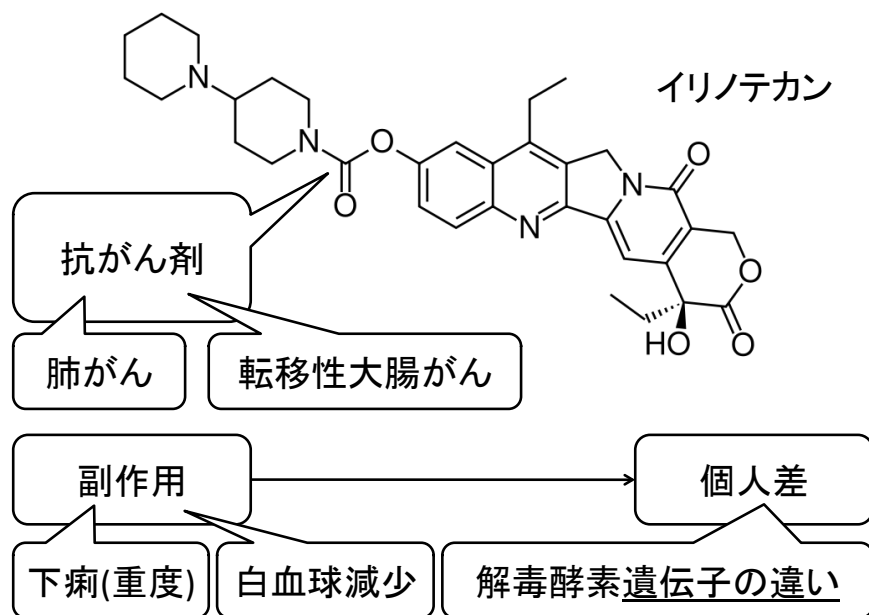 イリノテカン
N
N
O
O
N
N
O
O
O
HO
抗がん剤
肺がん
転移性大腸がん
副作用
個人差
下痢(重度)
白血球減少
解毒酵素遺伝子の違い